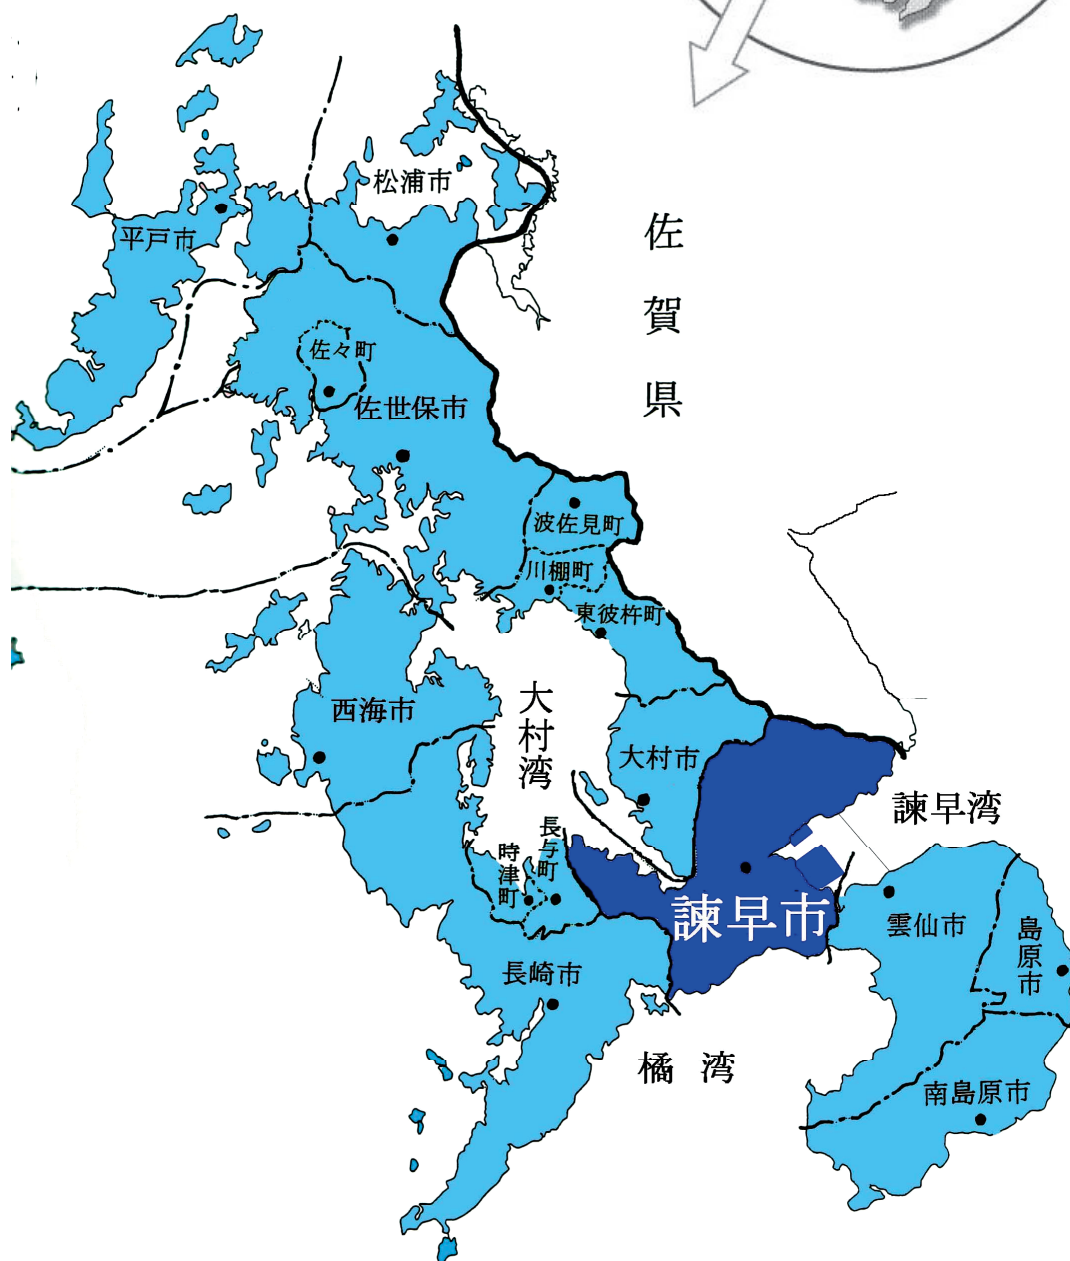 松浦市
平戸市
佐賀県
佐々町
佐世保市
波佐見町
川棚町
東彼杵町
西海市
大村湾
大村市
諫早湾
長与町
時津町
諫早市
雲仙市
島原市
長崎市
橘湾
南島原市